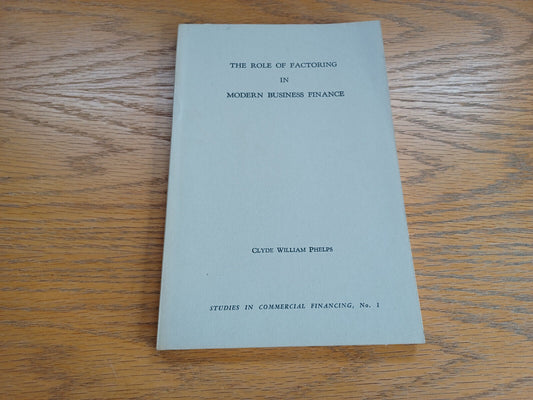 THE ROLE OF FACTORING
IN
MODERN BUSINESS FINANCE
CLYDE WILLIAM PHELPS
STUDIES IN COMMERCIAL FINANCING, No. 1